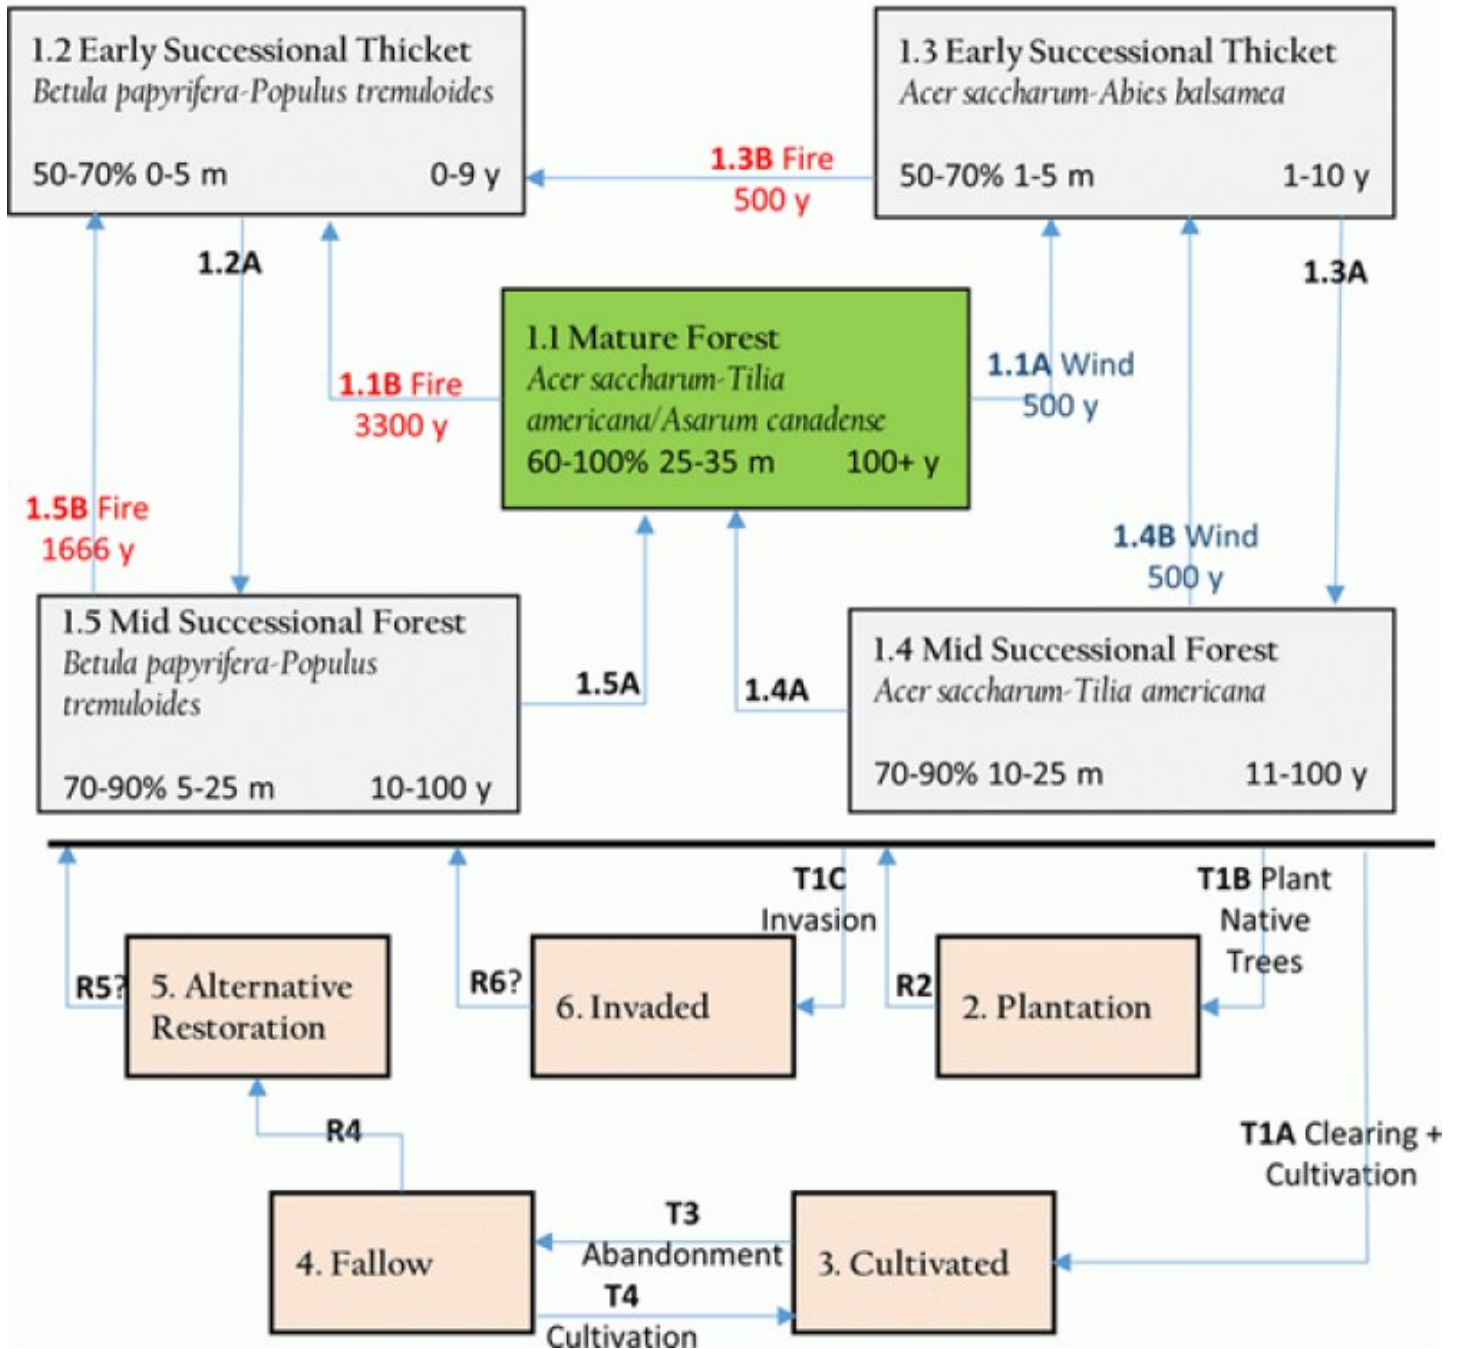 1.2 Early Successional Thicket
Betula papyrifera-Populus tremuloides
50-70% 0-5 m 0-9 y
1.3 Early Successional Thicket
Acer saccharum-Abies balsamea
50-70% 1-5 m 1-10 y
1.3B Fire
500 y
1.2A
1.3A
1.1 Mature Forest
Acer saccharum-Tilia
americana/Asarum canadense
60-100% 25-35 m 100+ y
1.1B Fire
3300 y
1.1A Wind
500 y
1.5B Fire
1666 y
1.4B Wind
500 y
1.5 Mid Successional Forest
Betula papyrifera-Populus
tremuloides
70-90% 5-25 m 10-100 y
1.5A
1.4A
1.4 Mid Successional Forest
Acer saccharum-Tilia americana
70-90% 10-25 m 11-100 y
T1C
Invasion
T1B Plant
Native
Trees
R5?
5. Alternative
Restoration
R6?
6. Invaded
R2
2. Plantation
R4
T1A Clearing +
Cultivation
4. Fallow
T3
Abandonment
T4
Cultivation
3. Cultivated